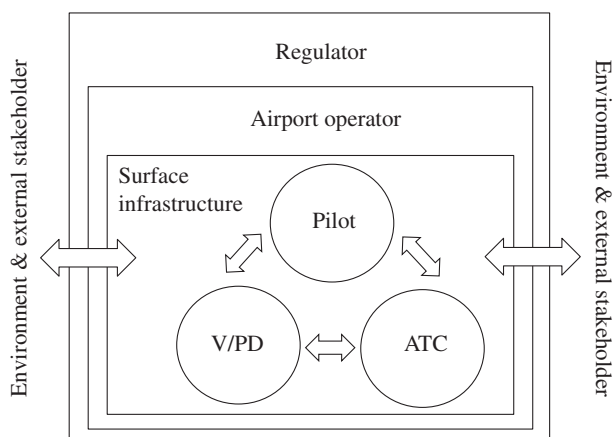 Regulator
Airport operator
Surface
infrastructure
Pilot
V/PD
ATC
Environment & external stakeholder
Environment & external stakeholder